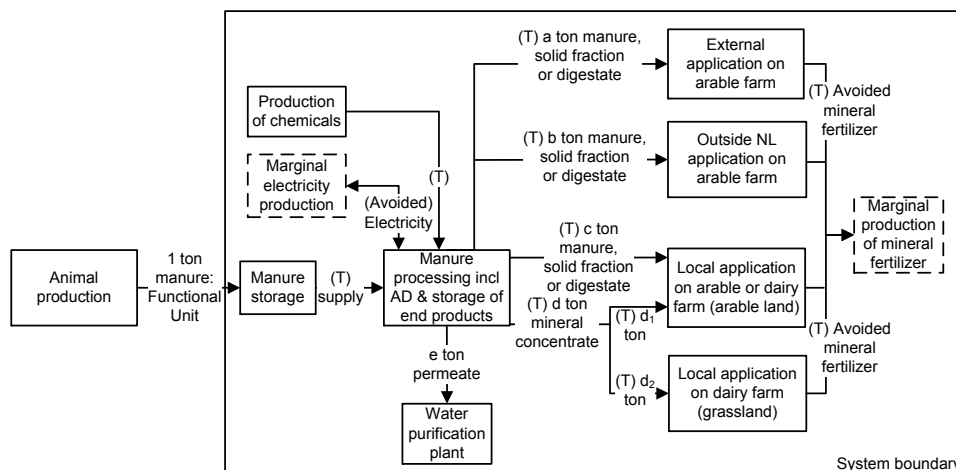 (T) a ton manure,
solid fraction
or digestate
External
application on
arable farm
(T) Avoided
mineral
fertilizer
Production
of chemicals
(T) b ton manure,
solid fraction
or digestate
Outside NL
application on
arable farm
Marginal
electricity
production
(T)
(Avoided)
Electricity
Marginal
production
of mineral
fertilizer
Animal
production
1 ton
manure:
Functional
Unit
Manure
storage
(T)
supply
Manure
processing incl
AD & storage of
end products
(T) c ton
manure,
solid fraction
or digestate
(T) d ton
mineral
concentrate
(T) d1
ton
Local application
on arable or dairy
farm (arable land)
(T) Avoided
mineral
fertilizer
(T) d2
ton
Local application
on dairy farm
(grassland)
e ton
permeate
Water
purification
plant
System boundary